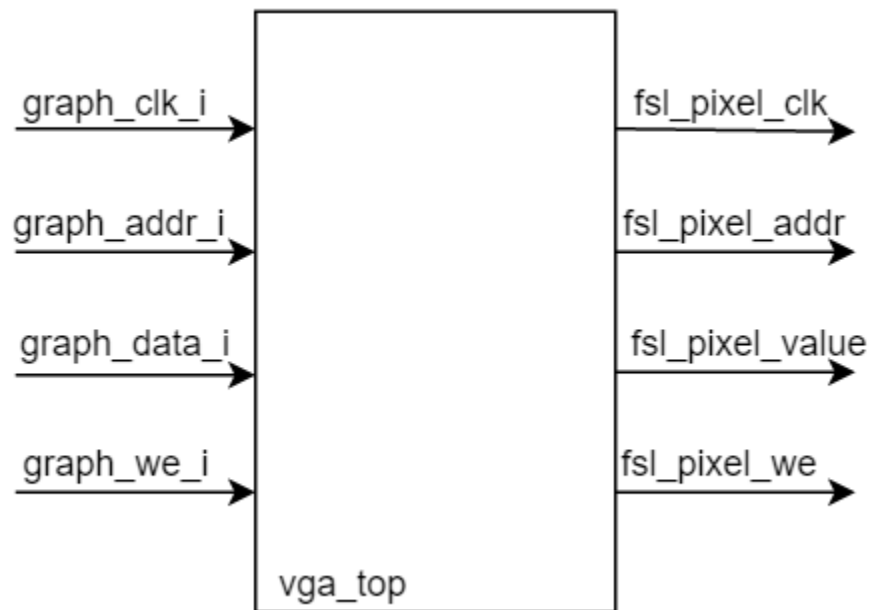 graph_clk_i
fsl_pixel_clk
graph_addr_i
fsl_pixel_addr
graph_data_i
fsl_pixel_value
graph_we_i
fsl_pixel_we
vga_top